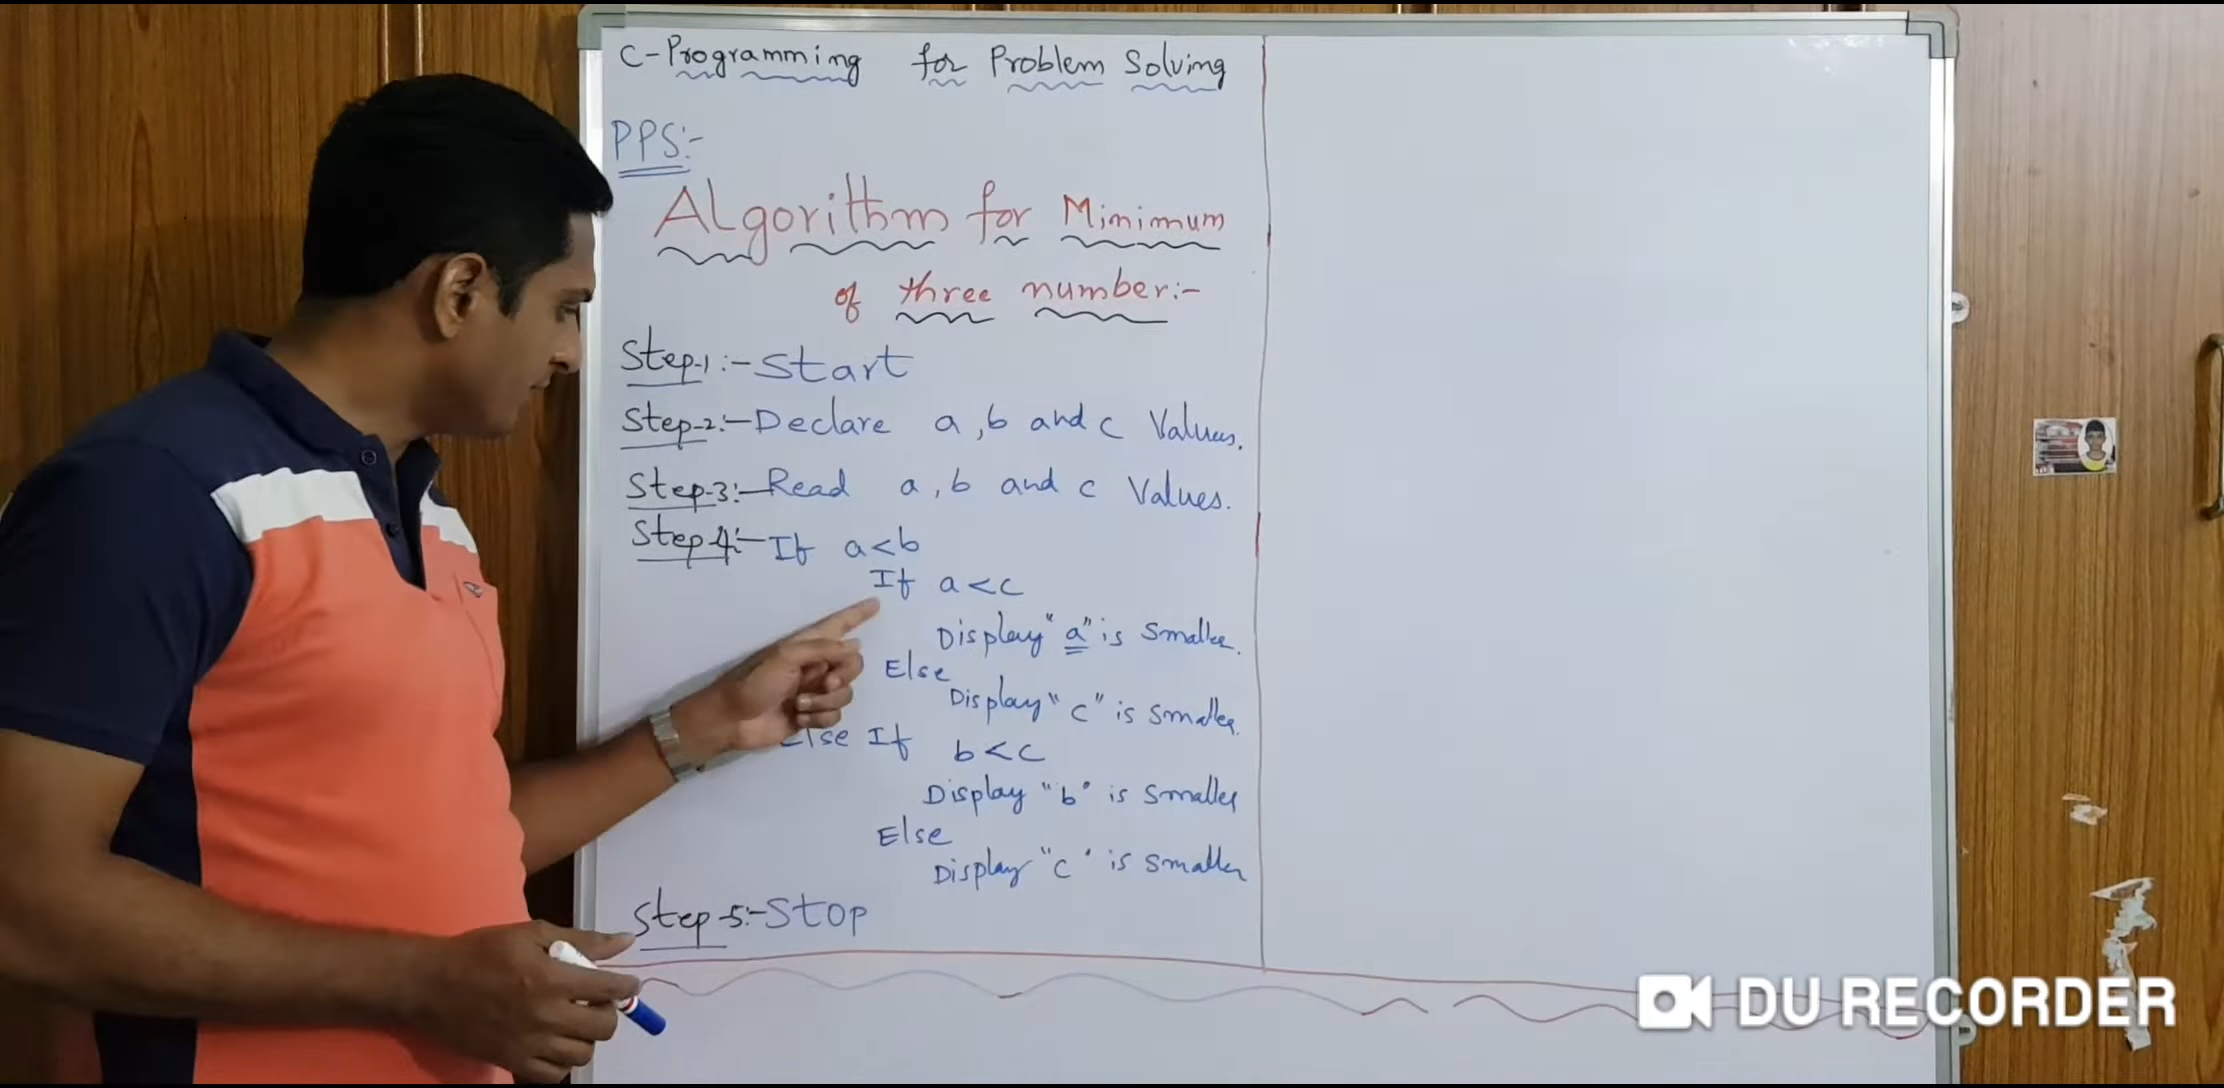 C-Programming for Problem Solving
PPS:-
ALgorithm for Minimum
of three number:-
Step-1:- Start
Step-2:- Declare a, b and c Values.
Step-3:- Read a, b and c Values.
Step 4:- If a<b
If a<c
Display "a" is Smaller.
Else
Display "c" is Smaller.
Else If b<c
Display "b" is Smaller
Else
Display "c" is Smaller
Step-5:- Stop
DU RECORDER